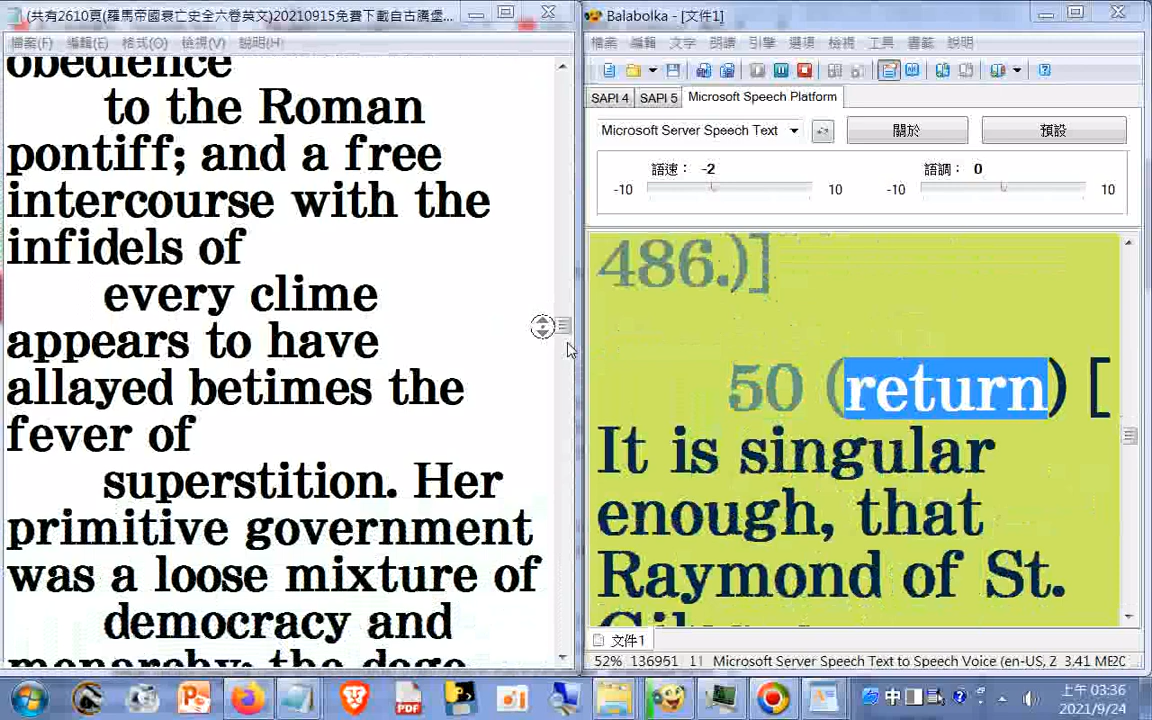 (共有2610頁(羅馬帝國衰亡史全六卷英文)20210915免費下載自古騰堡...
檔案(F) 編輯(E) 格式(O) 檢視(V) 說明(H)
obedience
to the Roman
pontiff; and a free
intercourse with the
infidels of
every clime
appears to have
allayed betimes the
fever of
superstition. Her
primitive government
was a loose mixture of
democracy and
monarchy; the doge
Balabolka - [文件1]
檔案 編輯 文字 朗讀 引擎 選項 檢視 工具 書籤 說明
SAPI 4 SAPI 5 Microsoft Speech Platform
Microsoft Server Speech Text 關於 預設
語速： -2 語調： 0
-10 10 -10 10
486.)]
50 (return) [
It is singular
enough, that
Raymond of St.
文件1
52% 136951 Microsoft Server Speech Text to Speech Voice (en-US, Z
中
上午 03:36
2021/9/24